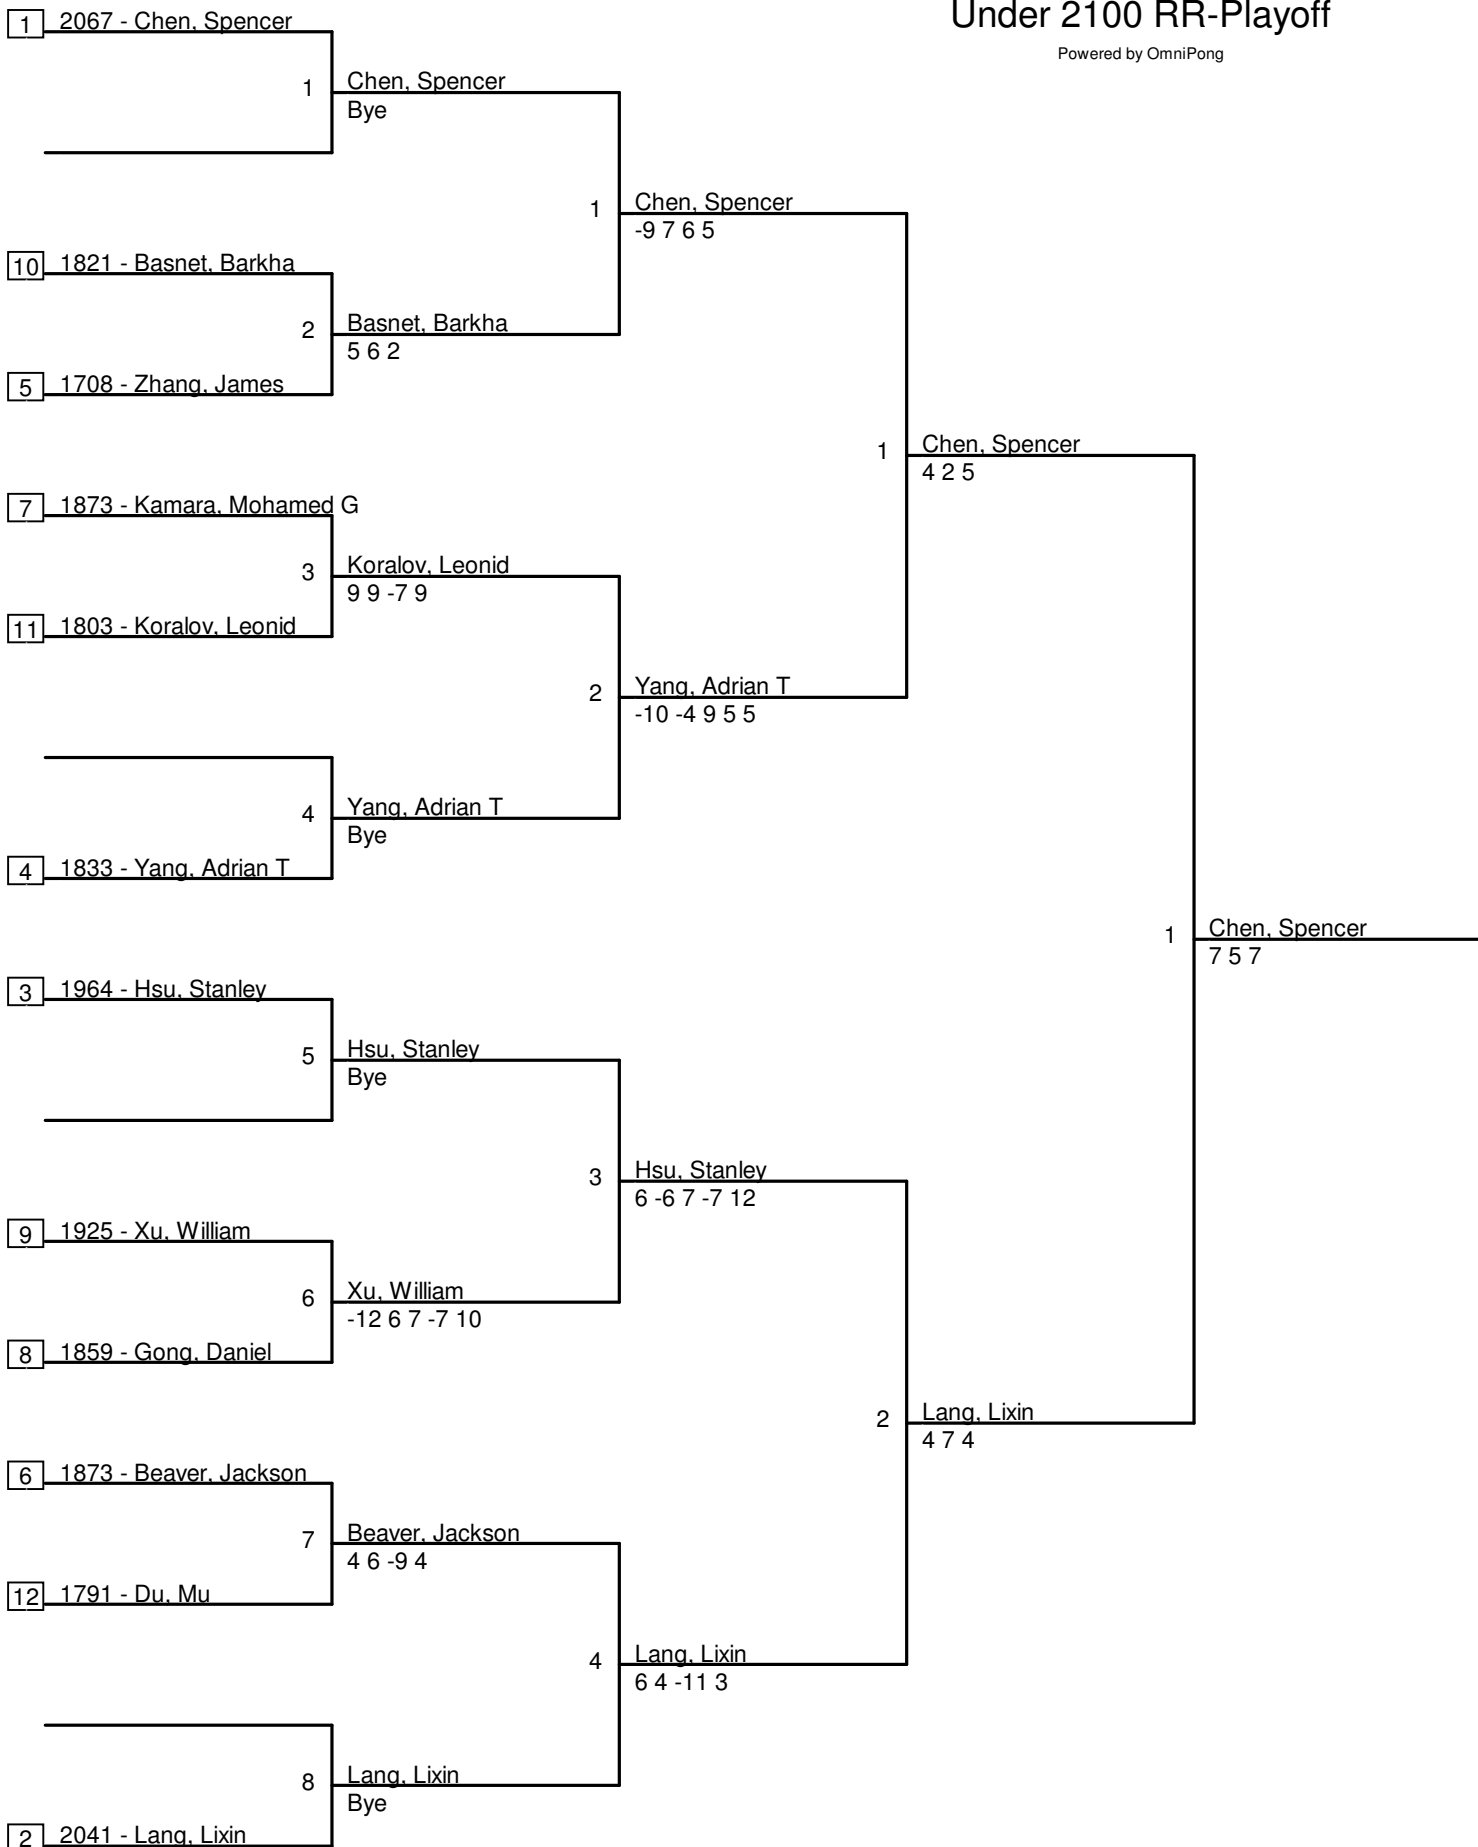 Under 2100 RR-Playoff
Powered by OmniPong
1 2067 - Chen, Spencer
1 Chen, Spencer
Bye
1 Chen, Spencer
-9 7 6 5
10 1821 - Basnet, Barkha
2 Basnet, Barkha
5 6 2
5 1708 - Zhang, James
1 Chen, Spencer
4 2 5
7 1873 - Kamara, Mohamed G
3 Koralov, Leonid
9 9 -7 9
11 1803 - Koralov, Leonid
2 Yang, Adrian T
-10 -4 9 5 5
4 Yang, Adrian T
Bye
4 1833 - Yang, Adrian T
1 Chen, Spencer
7 5 7
3 1964 - Hsu, Stanley
5 Hsu, Stanley
Bye
3 Hsu, Stanley
6 -6 7 -7 12
9 1925 - Xu, William
6 Xu, William
-12 6 7 -7 10
8 1859 - Gong, Daniel
2 Lang, Lixin
4 7 4
6 1873 - Beaver, Jackson
7 Beaver, Jackson
4 6 -9 4
12 1791 - Du, Mu
4 Lang, Lixin
6 4 -11 3
8 Lang, Lixin
Bye
2 2041 - Lang, Lixin